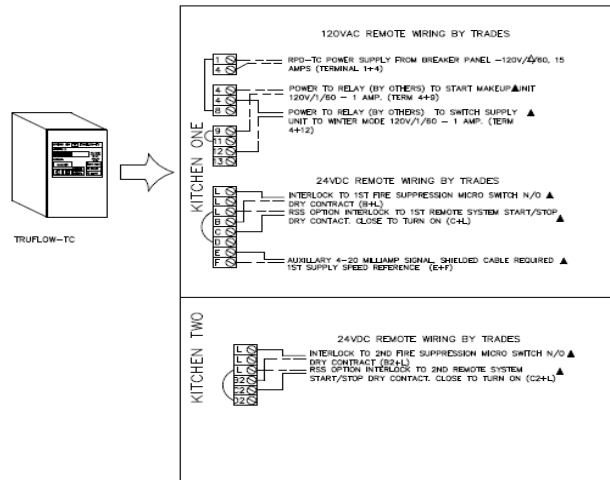 120VAC REMOTE WIRING BY TRADES
1
4
RPD-TC POWER SUPPLY FROM BREAKER PANEL -120V/1/60, 15
AMPS (TERMINAL 1+4)
4
4
8
POWER TO RELAY (BY OTHERS) TO START MAKEUP UNIT
120V/1/60 - 1 AMP. (TERM 4+9)
POWER TO RELAY (BY OTHERS) TO SWITCH SUPPLY
UNIT TO WINTER MODE 120V/1/60 - 1 AMP. (TERM
4+12)
9
11
12
13
KITCHEN ONE
24VDC REMOTE WIRING BY TRADES
L
L
L
B
C
D
E
F
INTERLOCK TO 1ST FIRE SUPPRESSION MICRO SWITCH N/O
DRY CONTRACT (B+L)
RSS OPTION INTERLOCK TO 1ST REMOTE SYSTEM START/STOP
DRY CONTACT. CLOSE TO TURN ON (C+L)
AUXILLARY 4-20 MILLIAMP SIGNAL, SHIELDED CABLE REQUIRED
1ST SUPPLY SPEED REFERENCE (E+F)
TRUFLOW-TC
KITCHEN TWO
24VDC REMOTE WIRING BY TRADES
L
L
L
B2
C2
D2
INTERLOCK TO 2ND FIRE SUPPRESSION MICRO SWITCH N/O
DRY CONTRACT (B2+L)
RSS OPTION INTERLOCK TO 2ND REMOTE SYSTEM
START/STOP DRY CONTACT. CLOSE TO TURN ON (C2+L)